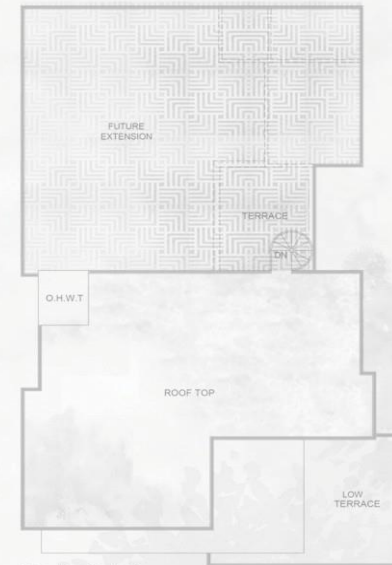 FUTURE
EXTENSION
TERRACE
DN
O.H.W.T
ROOF TOP
LOW
TERRACE